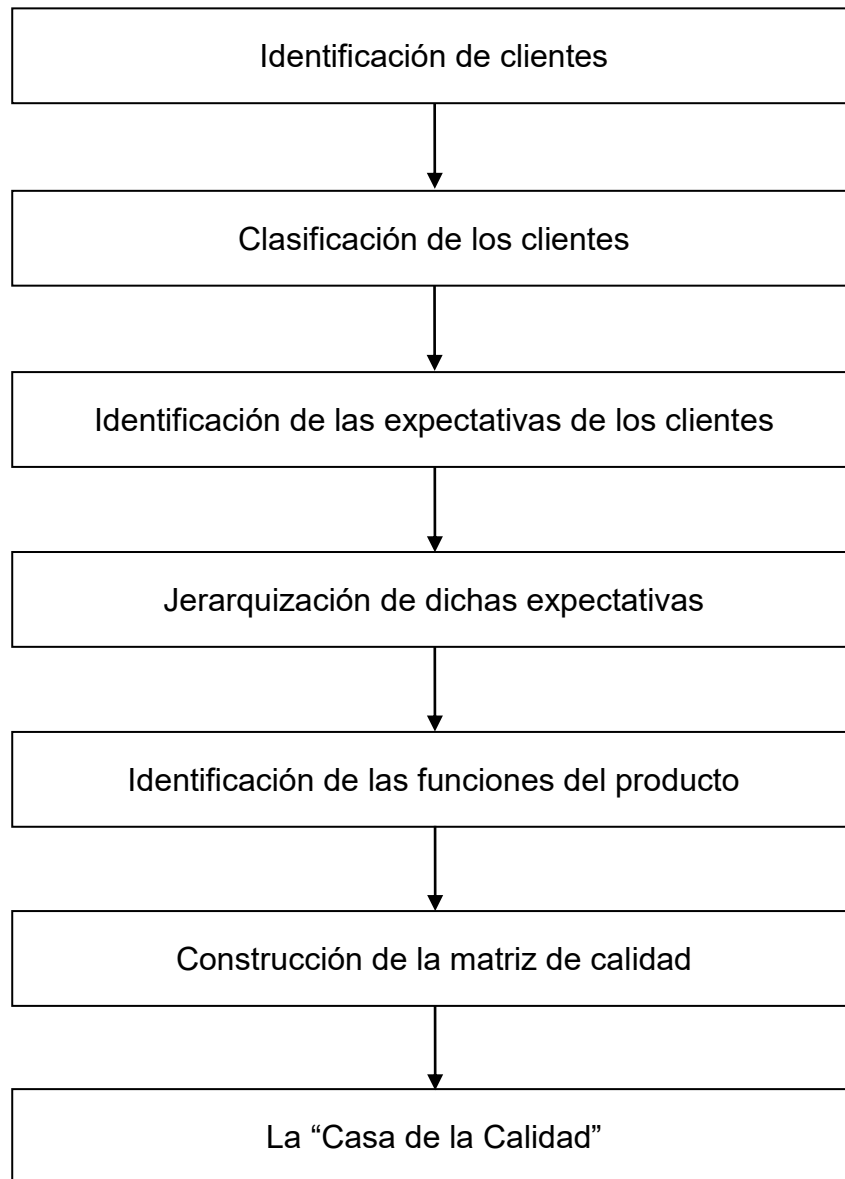 Identificación de clientes
Clasificación de los clientes
Identificación de las expectativas de los clientes
Jerarquización de dichas expectativas
Identificación de las funciones del producto
Construcción de la matriz de calidad
La “Casa de la Calidad”